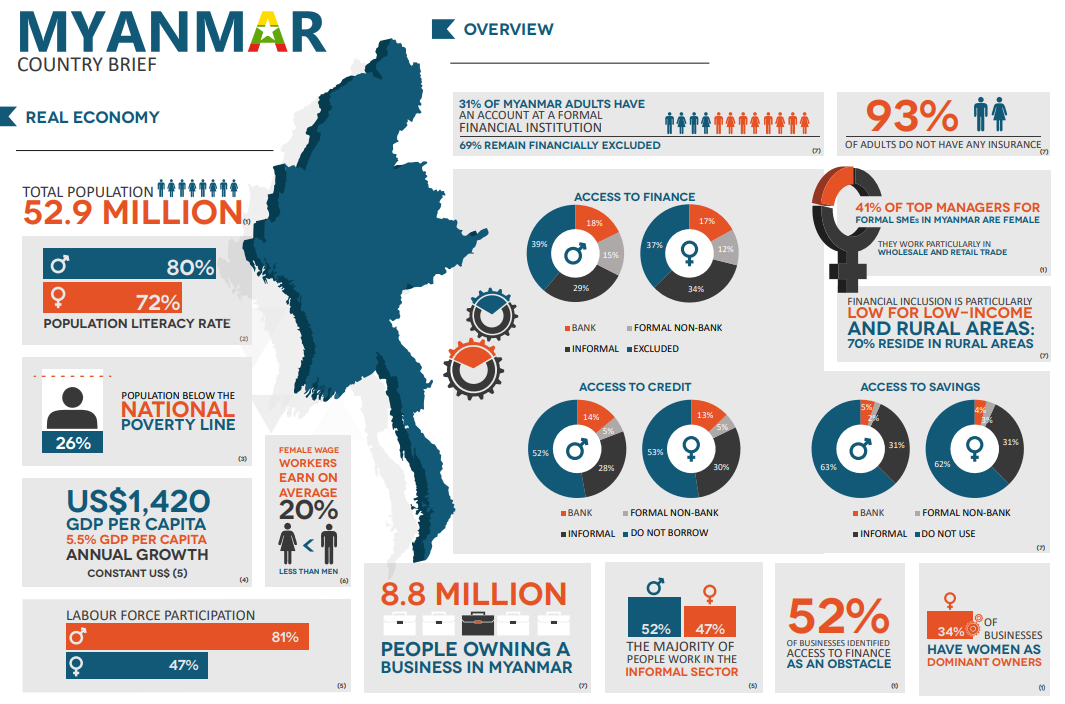 MYANMAR
COUNTRY BRIEF
REAL ECONOMY
TOTAL POPULATION
52.9 MILLION
(1)
80%
72%
POPULATION LITERACY RATE
(2)
POPULATION BELOW THE
NATIONAL
POVERTY LINE
26%
(3)
US$1,420
GDP PER CAPITA
5.5% GDP PER CAPITA
ANNUAL GROWTH
CONSTANT US$ (5)
(4)
FEMALE WAGE
WORKERS
EARN ON
AVERAGE
20%
<
LESS THAN MEN
(6)
LABOUR FORCE PARTICIPATION
81%
47%
(5)
OVERVIEW
31% OF MYANMAR ADULTS HAVE
AN ACCOUNT AT A FORMAL
FINANCIAL INSTITUTION
69% REMAIN FINANCIALLY EXCLUDED
(7)
93%
OF ADULTS DO NOT HAVE ANY INSURANCE
(7)
ACCESS TO FINANCE
18%
15%
29%
39%
17%
12%
34%
37%
BANK
FORMAL NON-BANK
INFORMAL
EXCLUDED
41% OF TOP MANAGERS FOR
FORMAL SMEs IN MYANMAR ARE FEMALE
THEY WORK PARTICULARLY IN
WHOLESALE AND RETAIL TRADE
(1)
FINANCIAL INCLUSION IS PARTICULARLY
LOW FOR LOW-INCOME
AND RURAL AREAS:
70% RESIDE IN RURAL AREAS
(7)
ACCESS TO CREDIT
14%
5%
28%
52%
13%
5%
30%
53%
BANK
FORMAL NON-BANK
INFORMAL
DO NOT BORROW
ACCESS TO SAVINGS
5%
2%
31%
63%
4%
3%
31%
62%
BANK
FORMAL NON-BANK
INFORMAL
DO NOT USE
(7)
8.8 MILLION
PEOPLE OWNING A
BUSINESS IN MYANMAR
(7)
52%
47%
THE MAJORITY OF
PEOPLE WORK IN THE
INFORMAL SECTOR
(5)
52%
OF BUSINESSES IDENTIFIED
ACCESS TO FINANCE
AS AN OBSTACLE
(1)
34%
OF
BUSINESSES
HAVE WOMEN AS
DOMINANT OWNERS
(1)